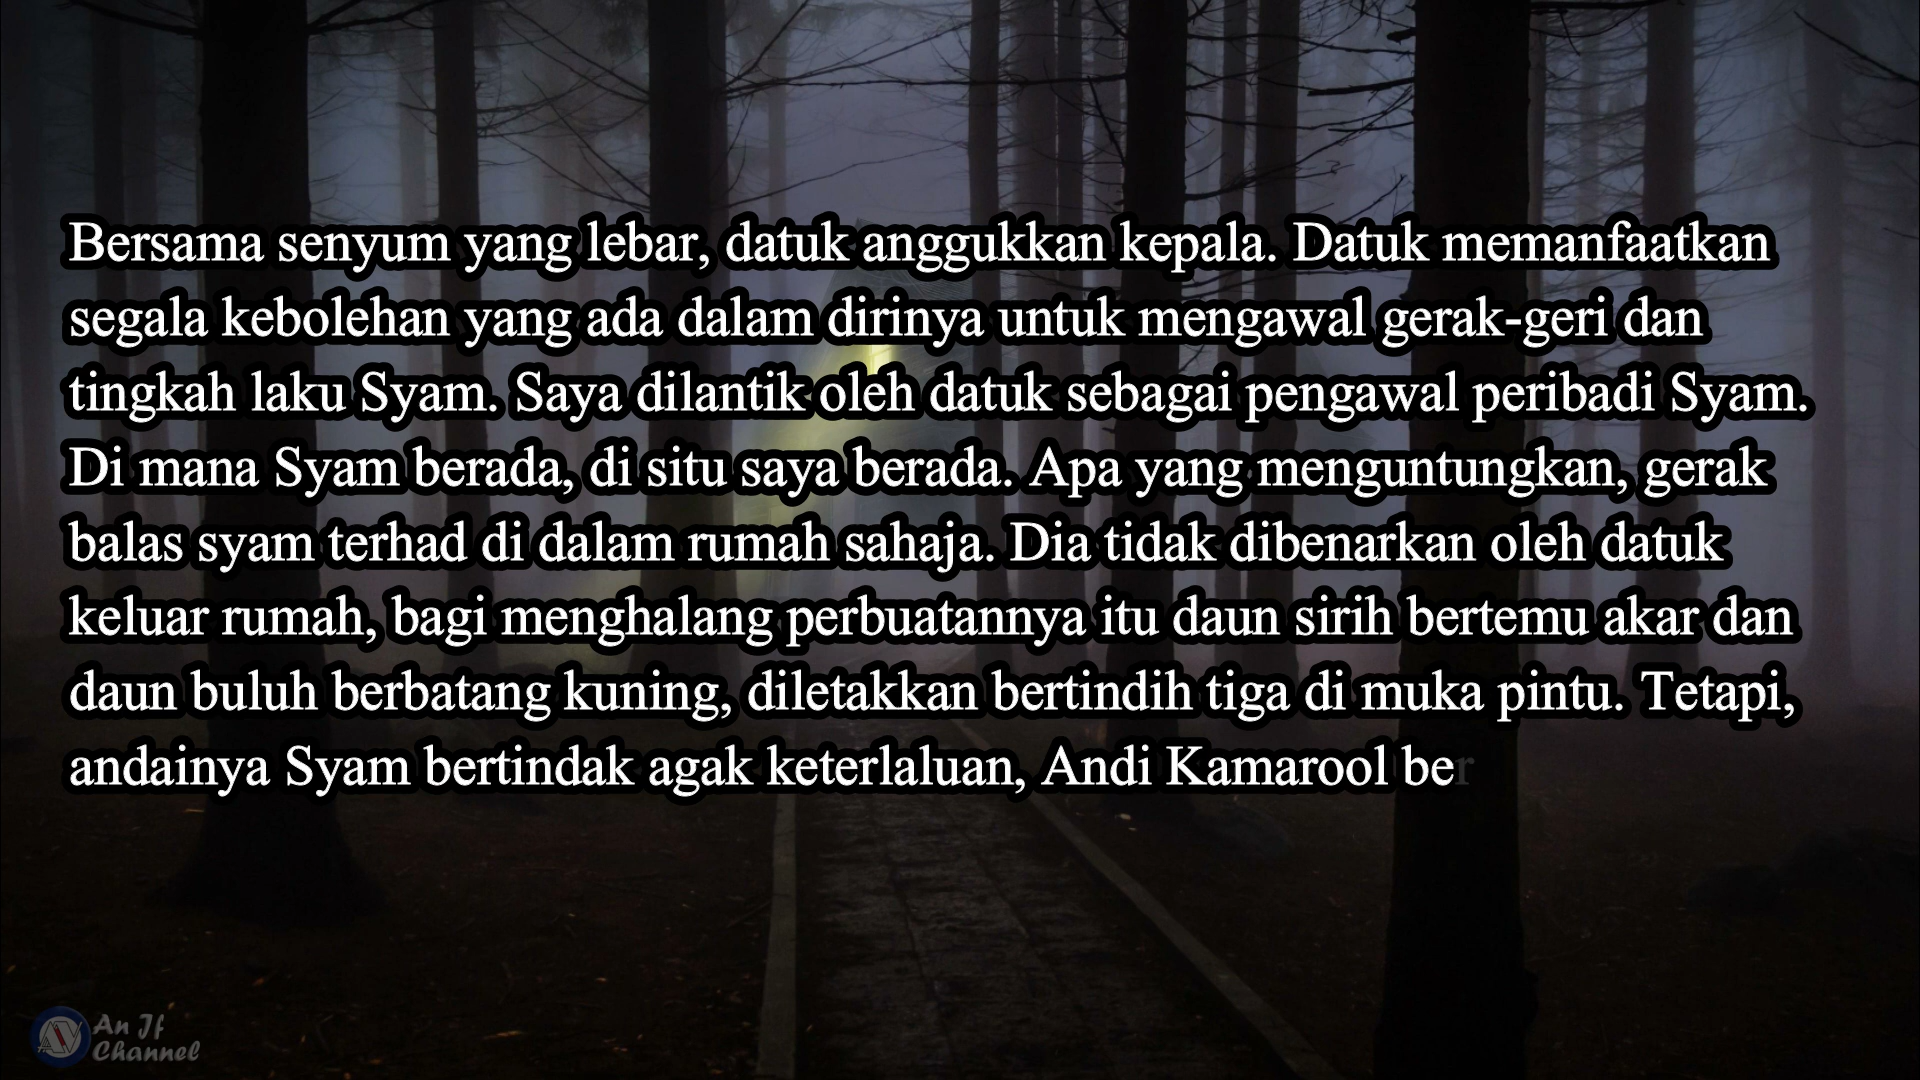 Bersama senyum yang lebar, datuk anggukkan kepala. Datuk memanfaatkan
segala kebolehan yang ada dalam dirinya untuk mengawal gerak-geri dan
tingkah laku Syam. Saya dilantik oleh datuk sebagai pengawal peribadi Syam.
Di mana Syam berada, di situ saya berada. Apa yang menguntungkan, gerak
balas syam terhad di dalam rumah sahaja. Dia tidak dibenarkan oleh datuk
keluar rumah, bagi menghalang perbuatannya itu daun sirih bertemu akar dan
daun buluh berbatang kuning, diletakkan bertindih tiga di muka pintu. Tetapi,
andainya Syam bertindak agak keterlaluan, Andi Kamarool ber
An If
Channel